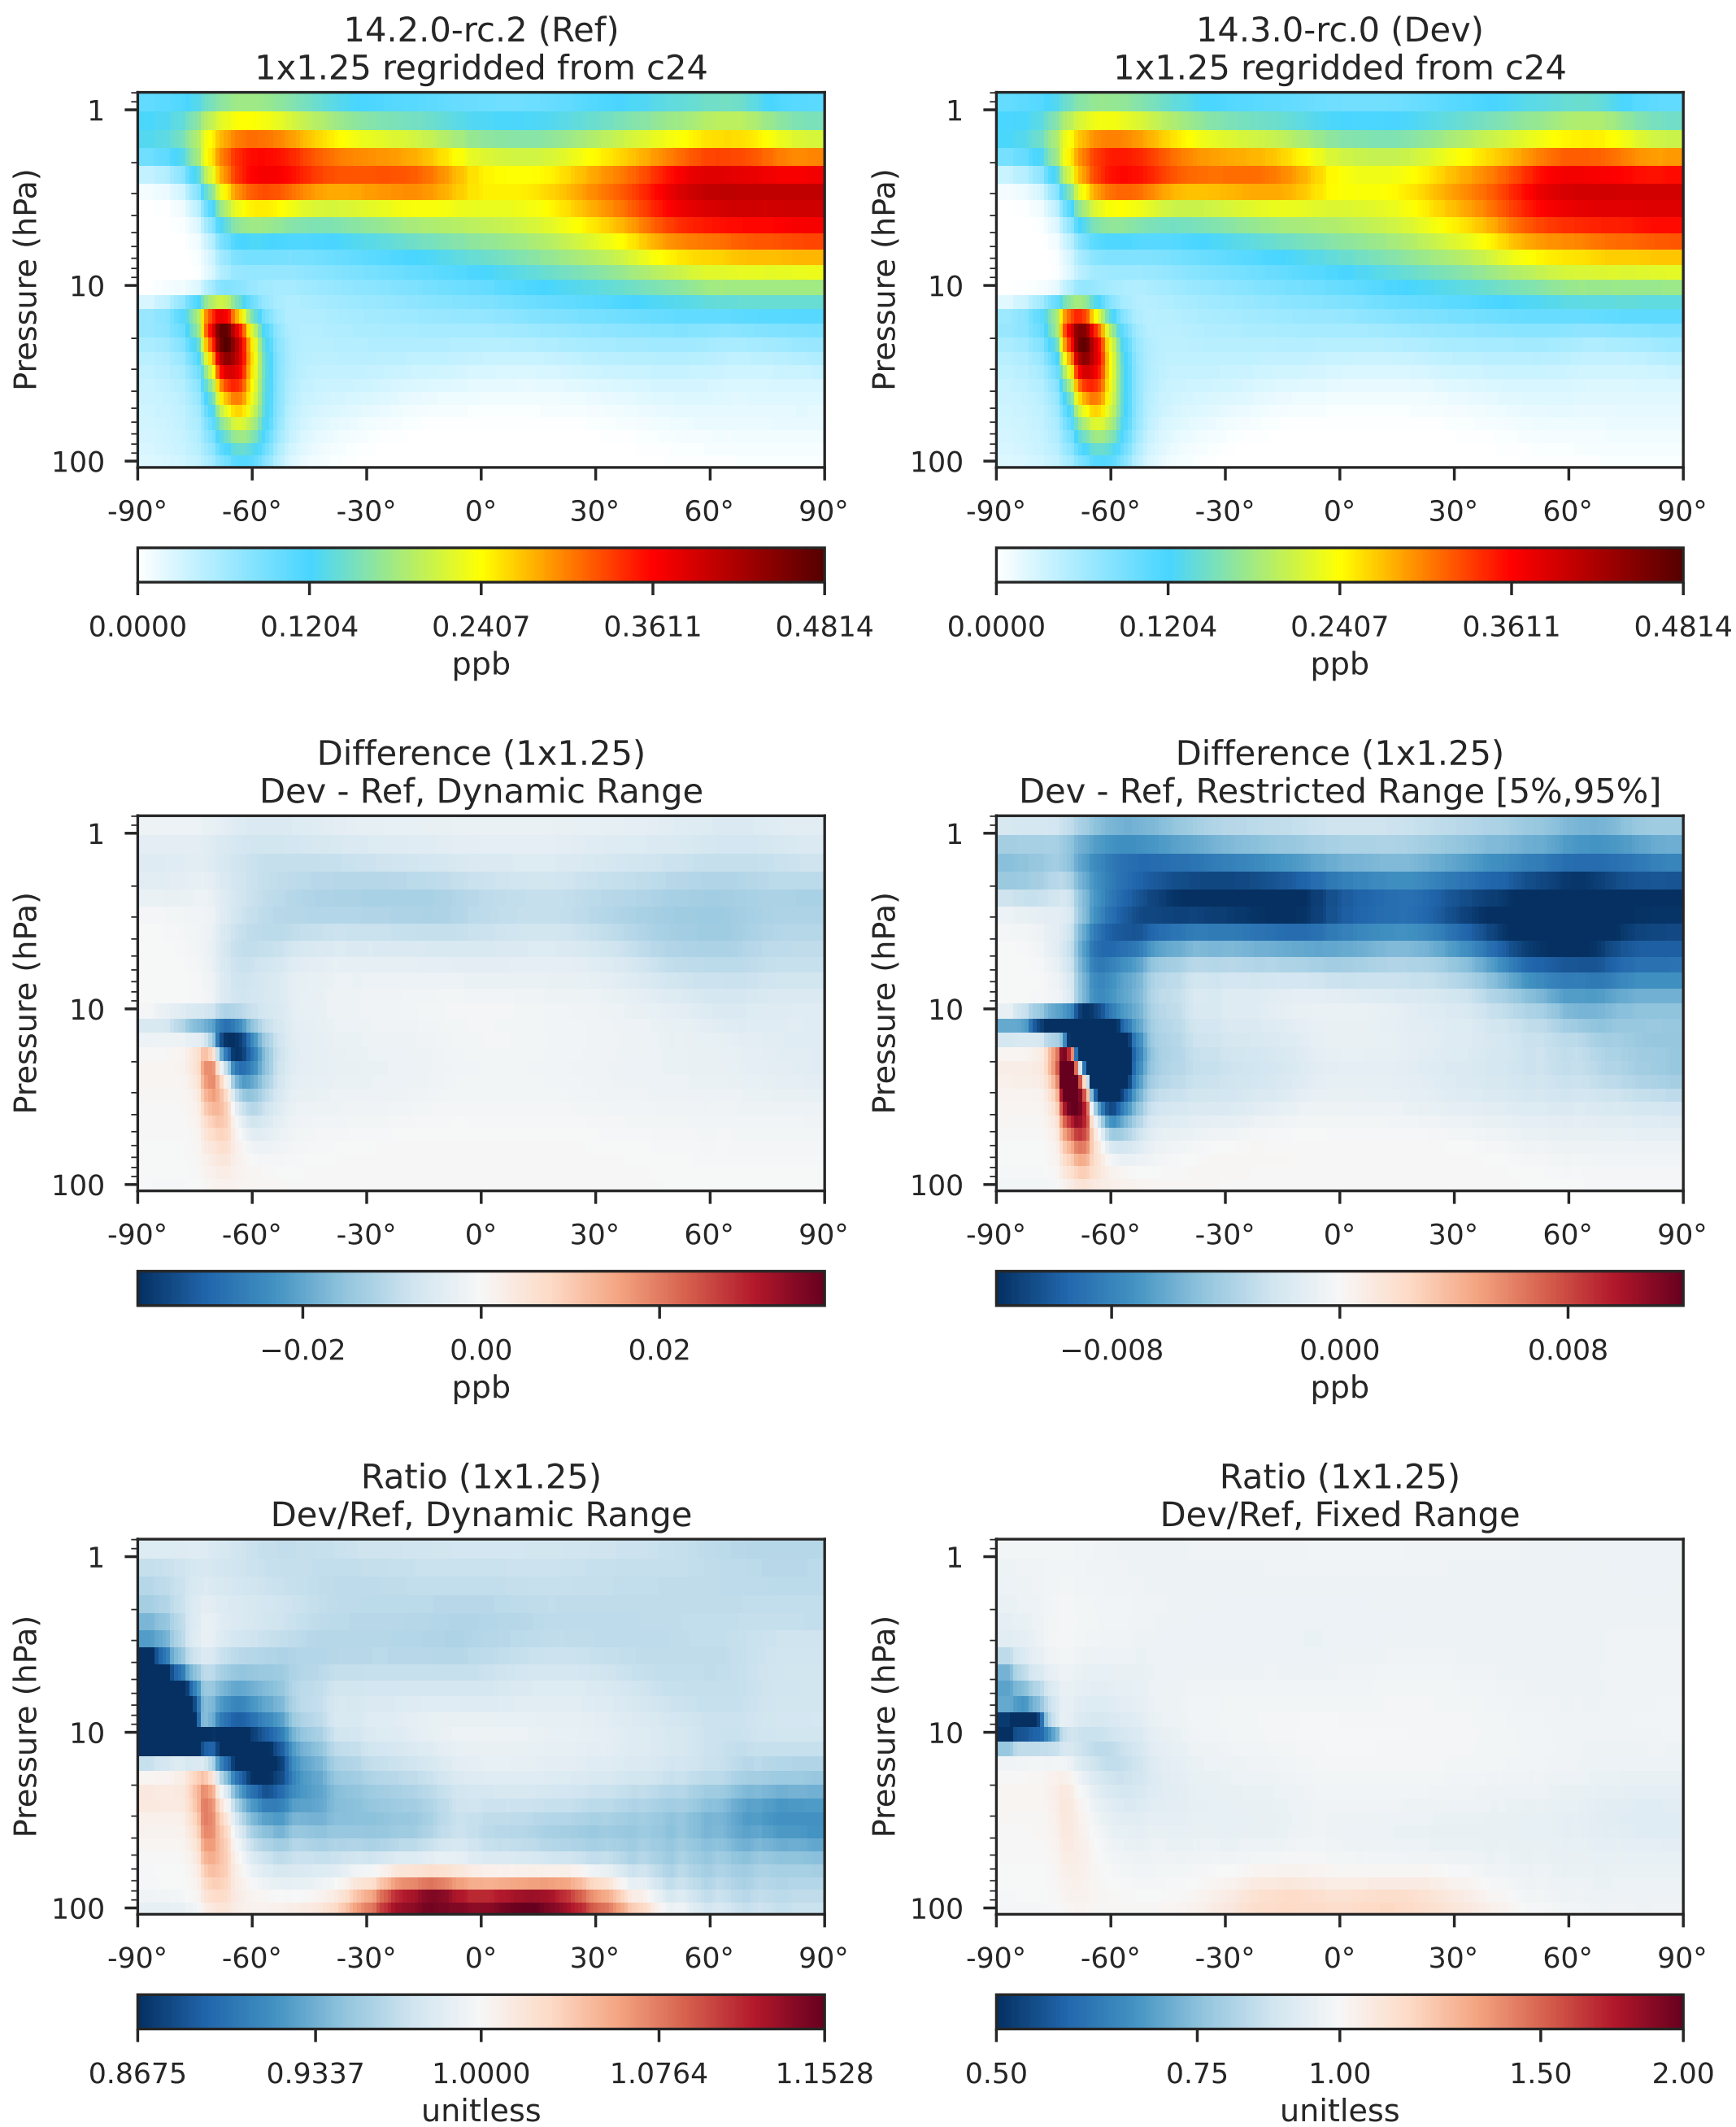 14.2.0-rc.2 (Ref)
1x1.25 regridded from c24
14.3.0-rc.0 (Dev)
1x1.25 regridded from c24
Pressure (hPa)
1
10
100
-90° -60° -30° 0° 30° 60° 90°
0.0000 0.1204 0.2407 0.3611 0.4814
ppb
Pressure (hPa)
1
10
100
-90° -60° -30° 0° 30° 60° 90°
0.0000 0.1204 0.2407 0.3611 0.4814
ppb
Difference (1x1.25)
Dev - Ref, Dynamic Range
Pressure (hPa)
1
10
100
-90° -60° -30° 0° 30° 60° 90°
−0.02 0.00 0.02
ppb
Difference (1x1.25)
Dev - Ref, Restricted Range [5%,95%]
Pressure (hPa)
1
10
100
-90° -60° -30° 0° 30° 60° 90°
−0.008 0.000 0.008
ppb
Ratio (1x1.25)
Dev/Ref, Dynamic Range
Pressure (hPa)
1
10
100
-90° -60° -30° 0° 30° 60° 90°
0.8675 0.9337 1.0000 1.0764 1.1528
unitless
Ratio (1x1.25)
Dev/Ref, Fixed Range
Pressure (hPa)
1
10
100
-90° -60° -30° 0° 30° 60° 90°
0.50 0.75 1.00 1.50 2.00
unitless